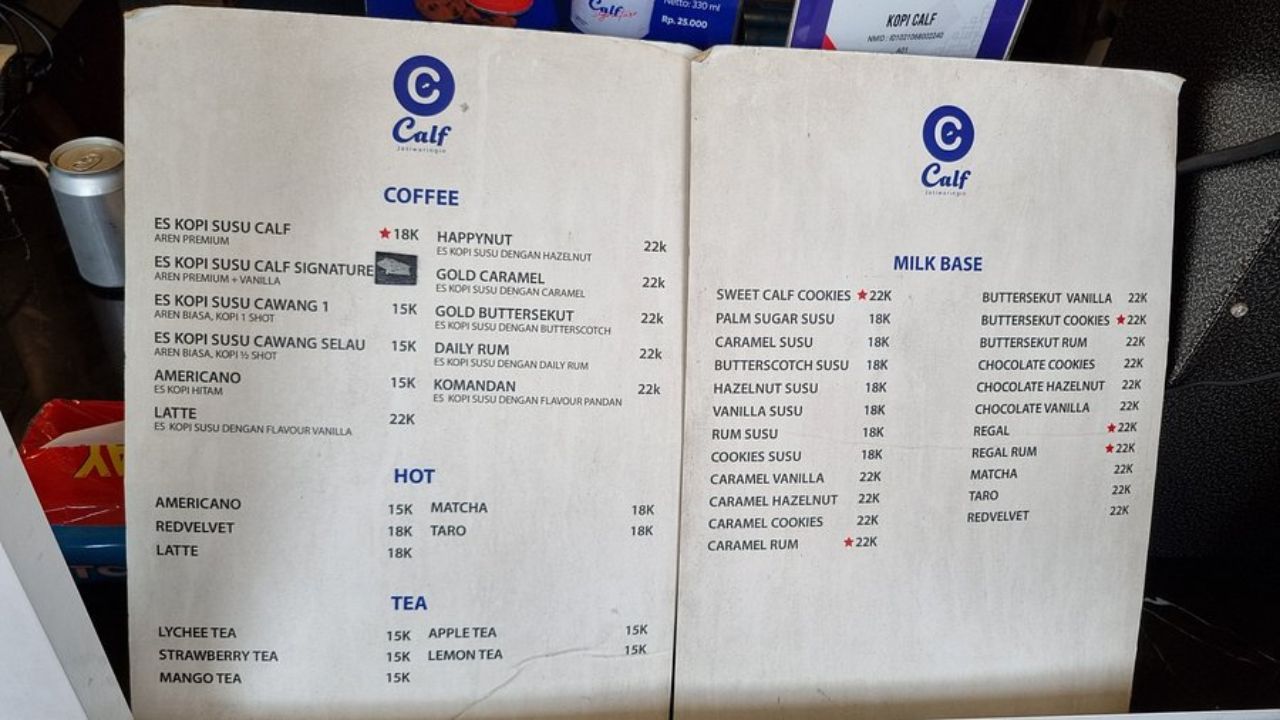 Calf
Signature
Netto: 330 ml
Rp. 25.000
KOPI CALF
NMID : ID1021068002240
A01
C
Calf
Jatiwaringin
COFFEE
ES KOPI SUSU CALF ★18K
AREN PREMIUM
ES KOPI SUSU CALF SIGNATURE
AREN PREMIUM + VANILLA
ES KOPI SUSU CAWANG 1 15K
AREN BIASA, KOPI 1 SHOT
ES KOPI SUSU CAWANG SELAU 15K
AREN BIASA, KOPI ½ SHOT
AMERICANO 15K
ES KOPI HITAM
LATTE 22K
ES KOPI SUSU DENGAN FLAVOUR VANILLA
HAPPYNUT 22k
ES KOPI SUSU DENGAN HAZELNUT
GOLD CARAMEL 22k
ES KOPI SUSU DENGAN CARAMEL
GOLD BUTTERSEKUT 22k
ES KOPI SUSU DENGAN BUTTERSCOTCH
DAILY RUM 22k
ES KOPI SUSU DENGAN DAILY RUM
KOMANDAN 22k
ES KOPI SUSU DENGAN FLAVOUR PANDAN
HOT
AMERICANO 15K
REDVELVET 18K
LATTE 18K
MATCHA 18K
TARO 18K
TEA
LYCHEE TEA 15K
STRAWBERRY TEA 15K
MANGO TEA 15K
APPLE TEA 15K
LEMON TEA 15K
C
Calf
Jatiwaringin
MILK BASE
SWEET CALF COOKIES ★22K
PALM SUGAR SUSU 18K
CARAMEL SUSU 18K
BUTTERSCOTCH SUSU 18K
HAZELNUT SUSU 18K
VANILLA SUSU 18K
RUM SUSU 18K
COOKIES SUSU 18K
CARAMEL VANILLA 22K
CARAMEL HAZELNUT 22K
CARAMEL COOKIES 22K
CARAMEL RUM ★22K
BUTTERSEKUT VANILLA 22K
BUTTERSEKUT COOKIES ★22K
BUTTERSEKUT RUM 22K
CHOCOLATE COOKIES 22K
CHOCOLATE HAZELNUT 22K
CHOCOLATE VANILLA 22K
REGAL ★22K
REGAL RUM ★22K
MATCHA 22K
TARO 22K
REDVELVET 22K